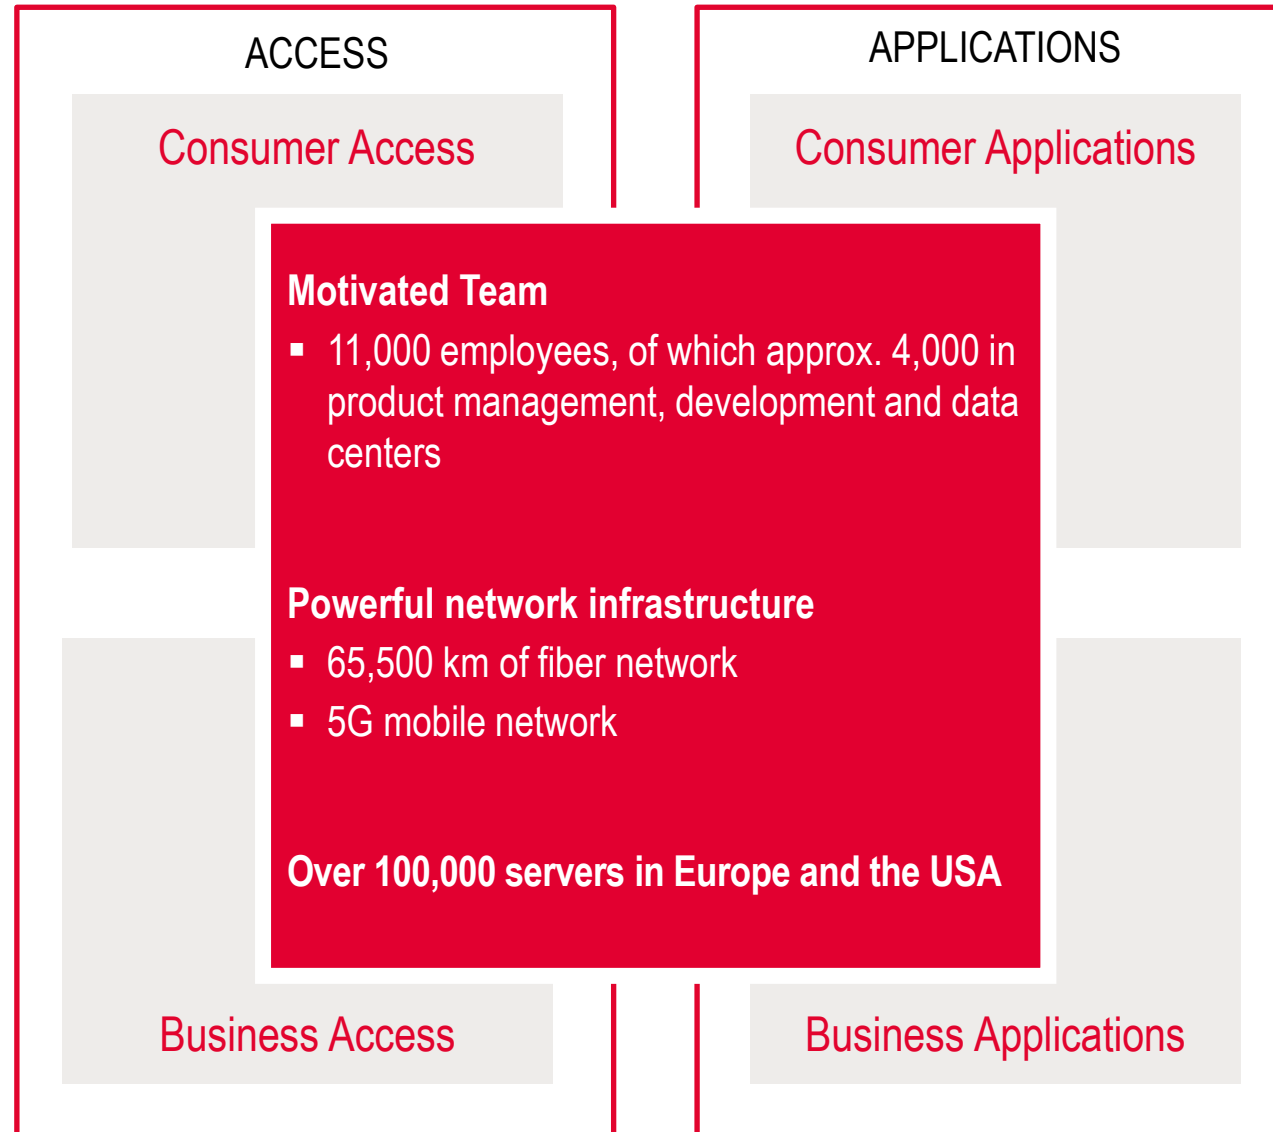 ACCESS
APPLICATIONS
Consumer Access
Consumer Applications
Motivated Team
▪ 11,000 employees, of which approx. 4,000 in
product management, development and data
centers
Powerful network infrastructure
▪ 65,500 km of fiber network
▪ 5G mobile network
Over 100,000 servers in Europe and the USA
Business Access
Business Applications